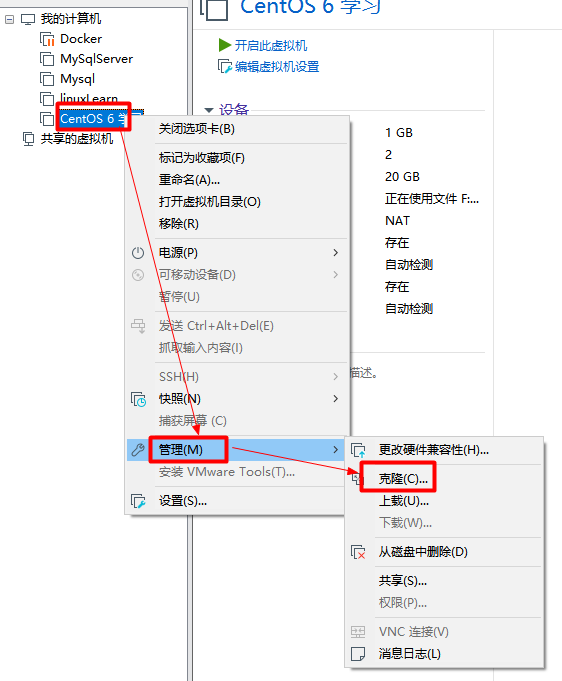 我的计算机
Docker
MySqlServer
Mysql
linuxLearn
CentOS 6 学
共享的虚拟机
CentOS 6 学习
开启此虚拟机
编辑虚拟机设置
设备
1 GB
2
20 GB
正在使用文件 F:...
NAT
存在
自动检测
存在
自动检测
描述。
关闭选项卡(B)
标记为收藏项(F)
重命名(A)...
打开虚拟机目录(O)
移除(R)
电源(P)
可移动设备(D)
暂停(U)
发送 Ctrl+Alt+Del(E)
抓取输入内容(I)
SSH(H)
快照(N)
捕获屏幕 (C)
管理(M)
安装 VMware Tools(T)...
设置(S)...
更改硬件兼容性(H)...
克隆(C)...
上载(U)...
下载(W)...
从磁盘中删除(D)
共享(S)...
权限(P)...
VNC 连接(V)
消息日志(L)